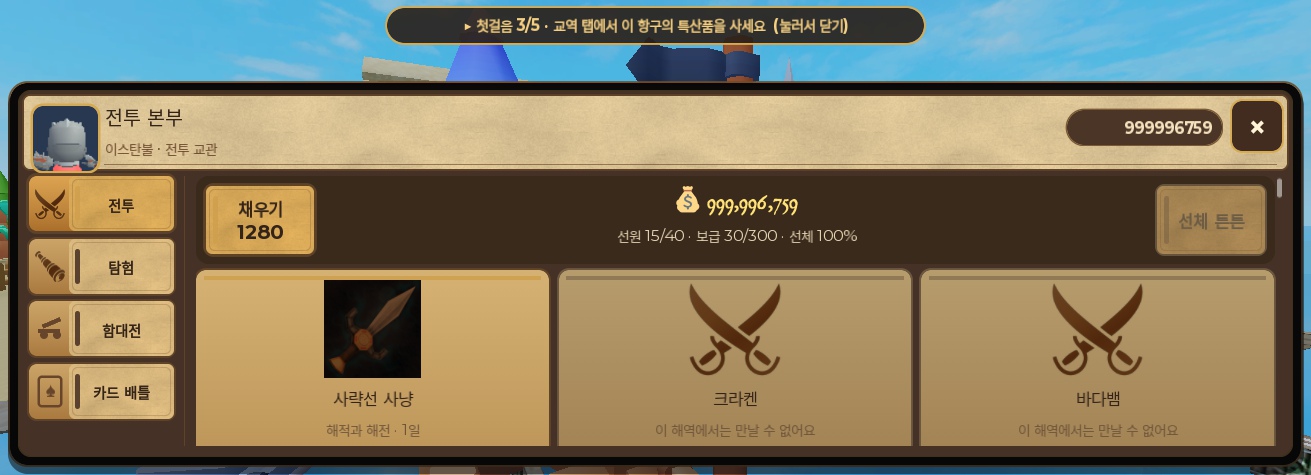 ▸ 첫걸음 3/5 · 교역 탭에서 이 항구의 특산품을 사세요 (눌러서 닫기)
전투 본부
이스탄불 · 전투 교관
999996759
×
전투
탐험
함대전
카드 배틀
채우기
1280
999,996,759
선원 15/40 · 보급 30/300 · 선체 100%
선체 튼튼
사략선 사냥
해적과 해전 · 1일
크라켄
이 해역에서는 만날 수 없어요
바다뱀
이 해역에서는 만날 수 없어요